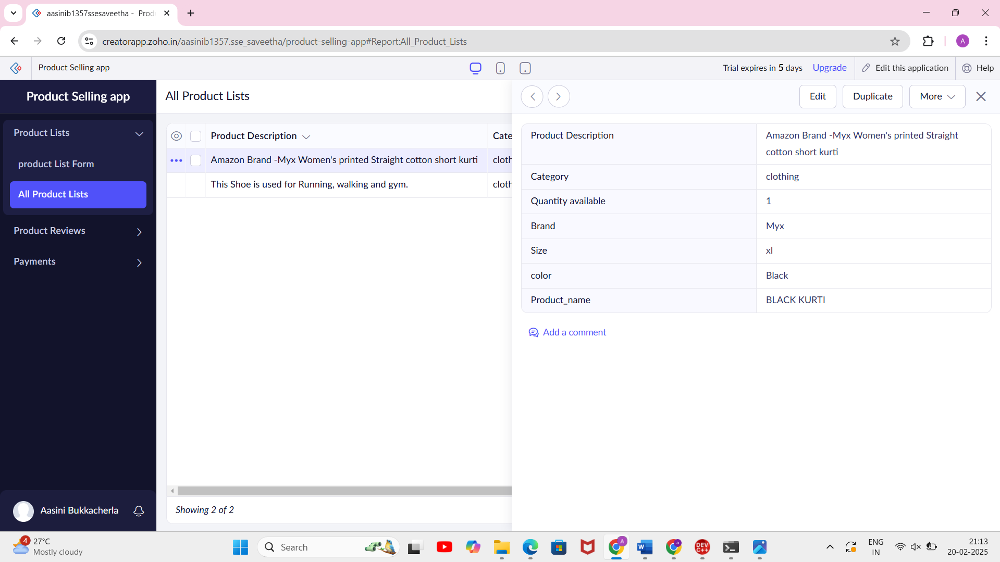 aasinib1357ssesaveetha - Prod
creatorapp.zoho.in/aasinib1357.sse_saveetha/product-selling-app#Report:All_Product_Lists
A
Product Selling app
Trial expires in 5 days
Upgrade
Edit this application
Help
Product Selling app
Product Lists
product List Form
All Product Lists
Product Reviews
Payments
Aasini Bukkacherla
All Product Lists
Product Description
Cate
Amazon Brand -Myx Women's printed Straight cotton short kurti
cloth
This Shoe is used for Running, walking and gym.
cloth
Showing 2 of 2
Edit
Duplicate
More
Product Description
Amazon Brand -Myx Women's printed Straight
cotton short kurti
Category
clothing
Quantity available
1
Brand
Myx
Size
xl
color
Black
Product_name
BLACK KURTI
Add a comment
4
27°C
Mostly cloudy
Search
A
W
a
DEV
C++
ENG
IN
21:13
20-02-2025